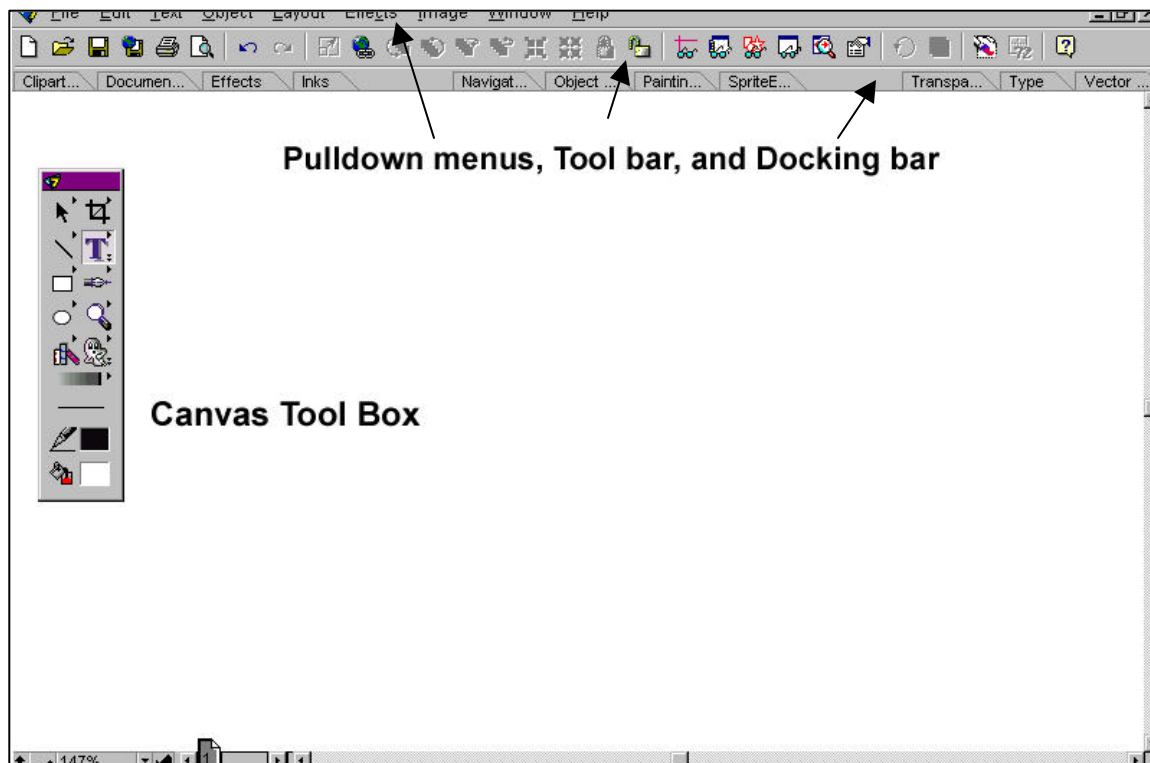 File Edit Text Object Layout Effects Image Window Help
Clipart... Documen... Effects Inks Navigat... Object ... Paintin... SpriteE... Transpa... Type Vector ...
Pulldown menus, Tool bar, and Docking bar
T
Canvas Tool Box
147% 1